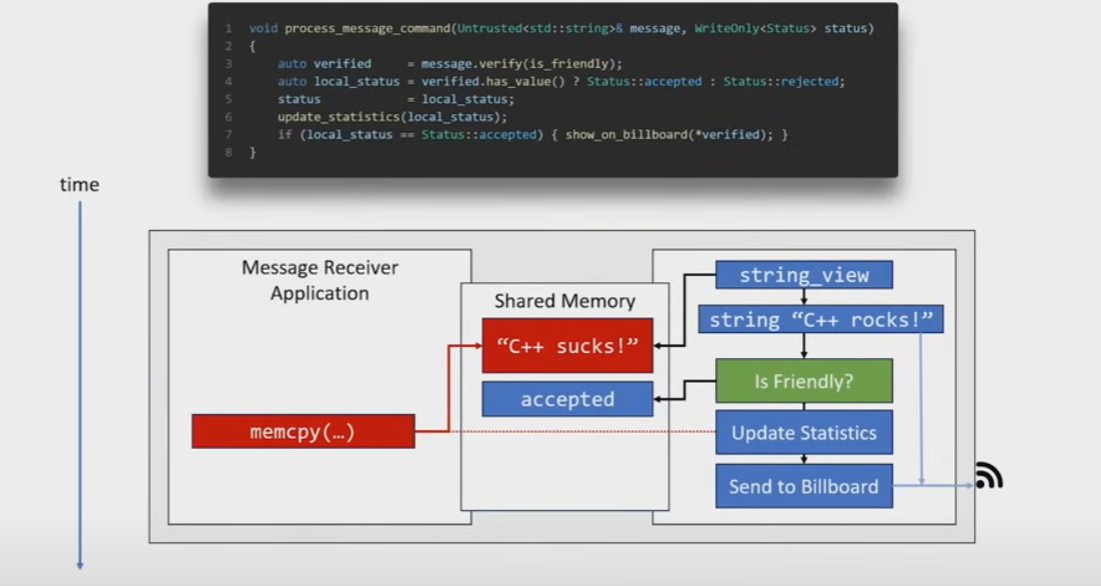 1 void process_message_command(Untrusted<std::string>& message, WriteOnly<Status> status)
2 {
3 auto verified = message.verify(is_friendly);
4 auto local_status = verified.has_value() ? Status::accepted : Status::rejected;
5 status = local_status;
6 update_statistics(local_status);
7 if (local_status == Status::accepted) { show_on_billboard(*verified); }
8 }
time
Message Receiver
Application
Shared Memory
“C++ sucks!”
accepted
memcpy(…)
string_view
string “C++ rocks!”
Is Friendly?
Update Statistics
Send to Billboard